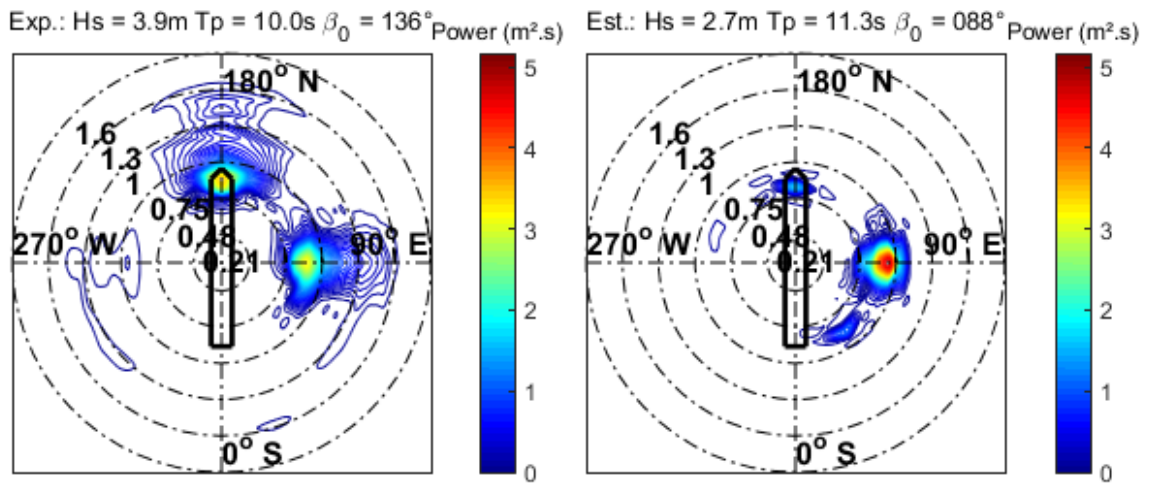 Exp.: Hs = 3.9m Tp = 10.0s β₀ = 136° Power (m².s)
180° N
1.6
1.3
1
0.75
0.48
270° W
0.21
90° E
0° S
5
4
3
2
1
0
Est.: Hs = 2.7m Tp = 11.3s β₀ = 088° Power (m².s)
180° N
1.6
1.3
1
0.75
0.48
270° W
0.21
90° E
0° S
5
4
3
2
1
0